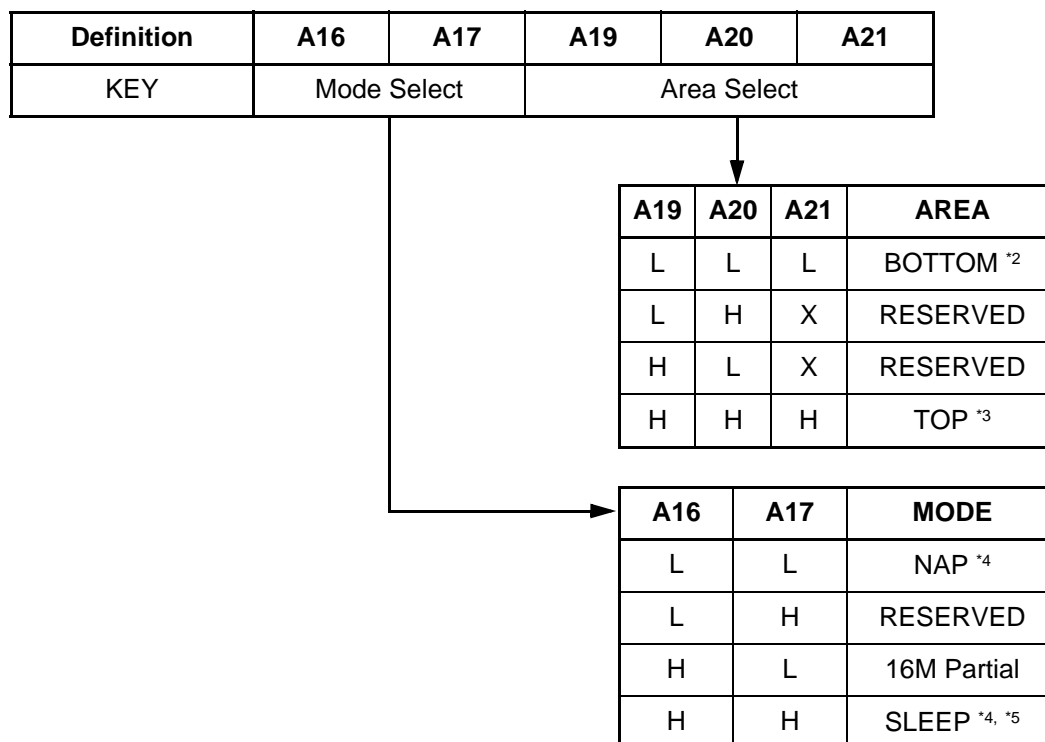 Definition A16 A17 A19 A20 A21
KEY Mode Select Area Select
A19 A20 A21 AREA
L L L BOTTOM *2
L H X RESERVED
H L X RESERVED
H H H TOP *3
A16 A17 MODE
L L NAP *4
L H RESERVED
H L 16M Partial
H H SLEEP *4, *5